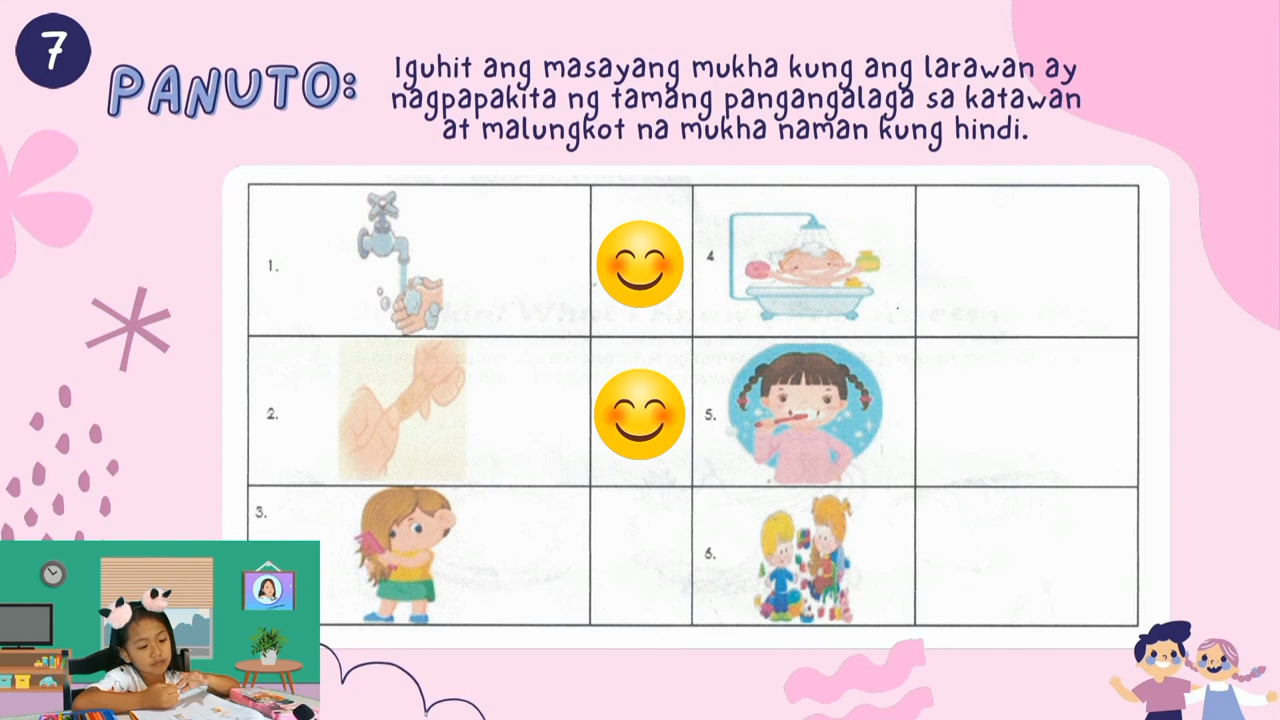 7
PANUTO:
Iguhit ang masayang mukha kung ang larawan ay
nagpapakita ng tamang pangangalaga sa katawan
at malungkot na mukha naman kung hindi.
1.
4
2.
5.
3.
6.